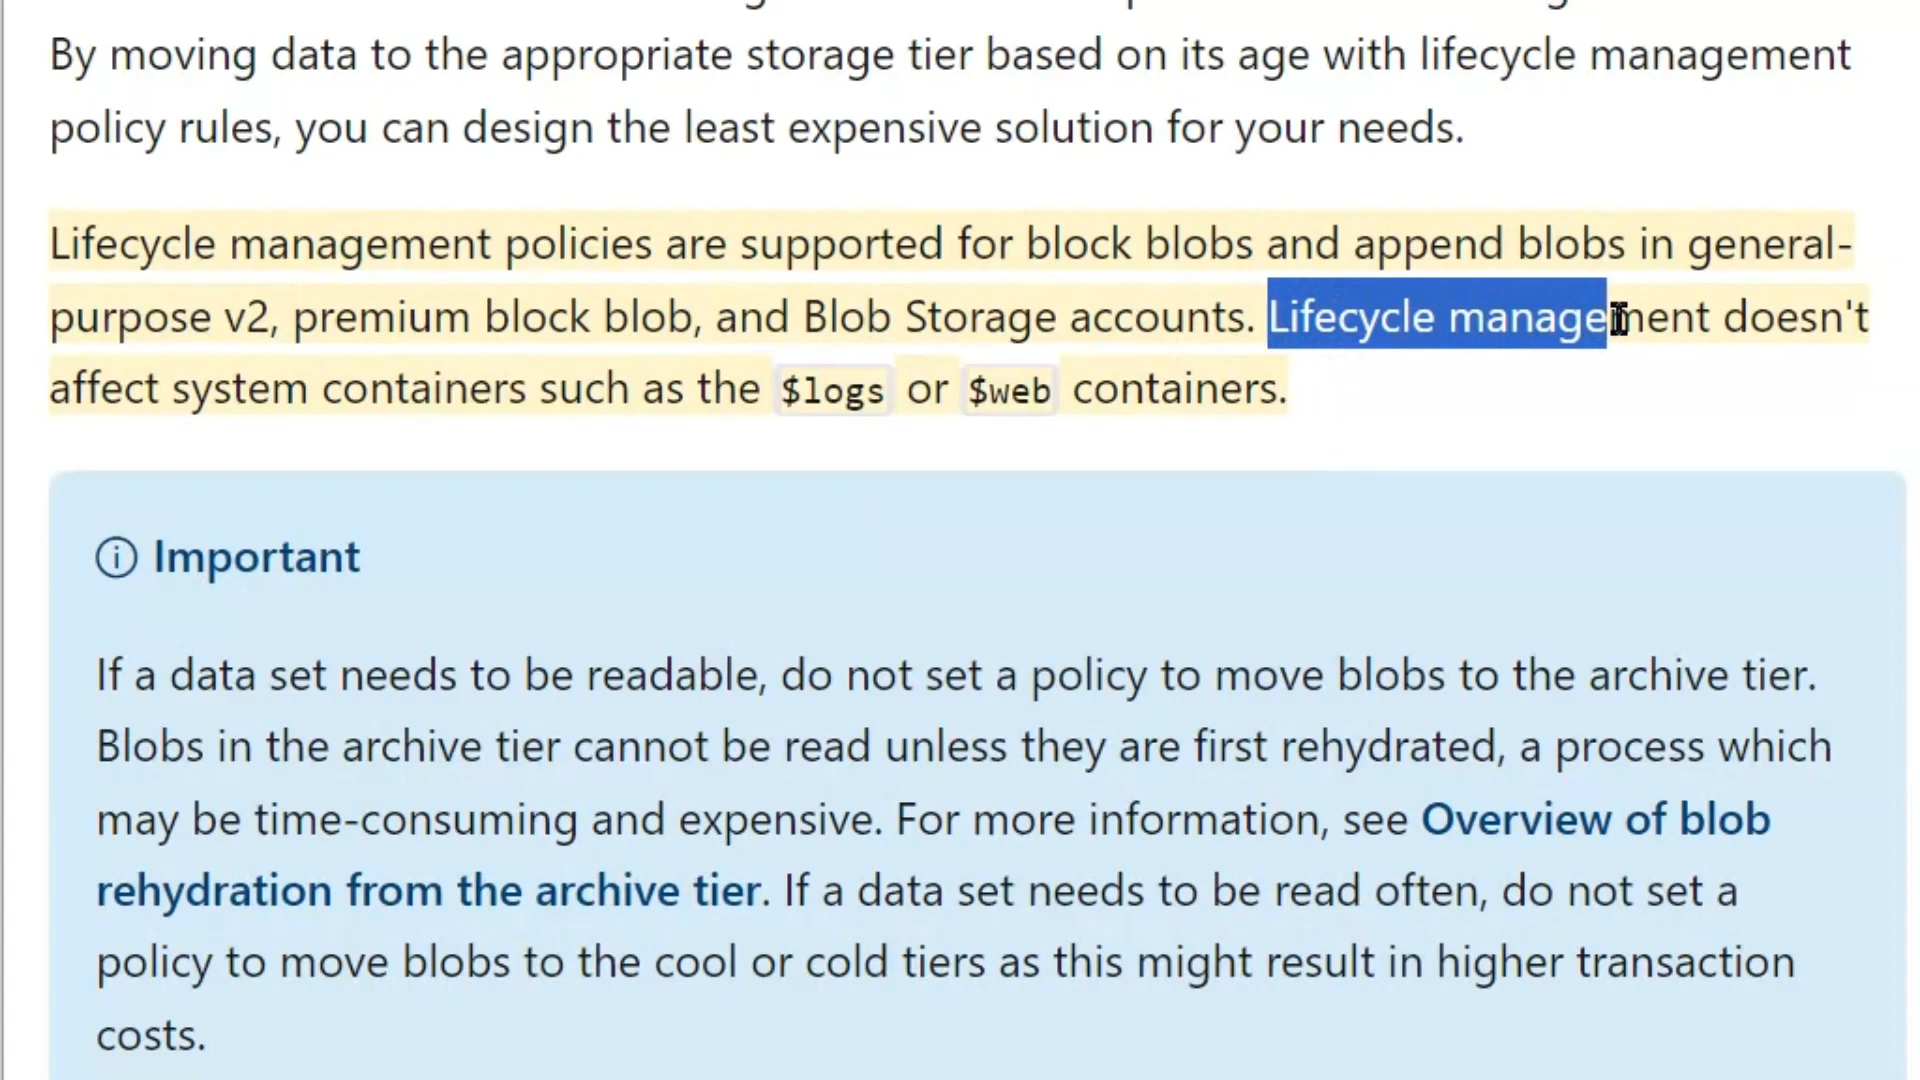 By moving data to the appropriate storage tier based on its age with lifecycle management
policy rules, you can design the least expensive solution for your needs.
Lifecycle management policies are supported for block blobs and append blobs in general-
purpose v2, premium block blob, and Blob Storage accounts. Lifecycle management doesn't
affect system containers such as the $logs or $web containers.
Important
If a data set needs to be readable, do not set a policy to move blobs to the archive tier.
Blobs in the archive tier cannot be read unless they are first rehydrated, a process which
may be time-consuming and expensive. For more information, see Overview of blob
rehydration from the archive tier. If a data set needs to be read often, do not set a
policy to move blobs to the cool or cold tiers as this might result in higher transaction
costs.